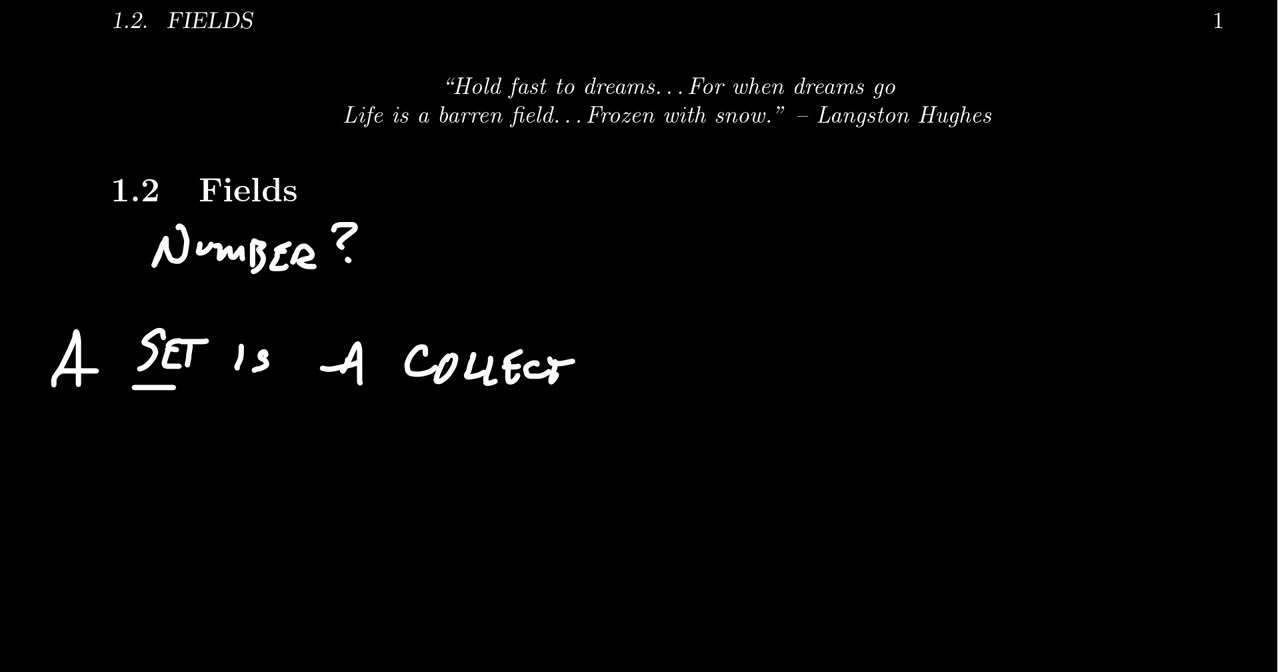 1.2. FIELDS 1
“Hold fast to dreams...For when dreams go
Life is a barren field...Frozen with snow.” – Langston Hughes
1.2 Fields
NUMBER?
A SET IS A COLLECT